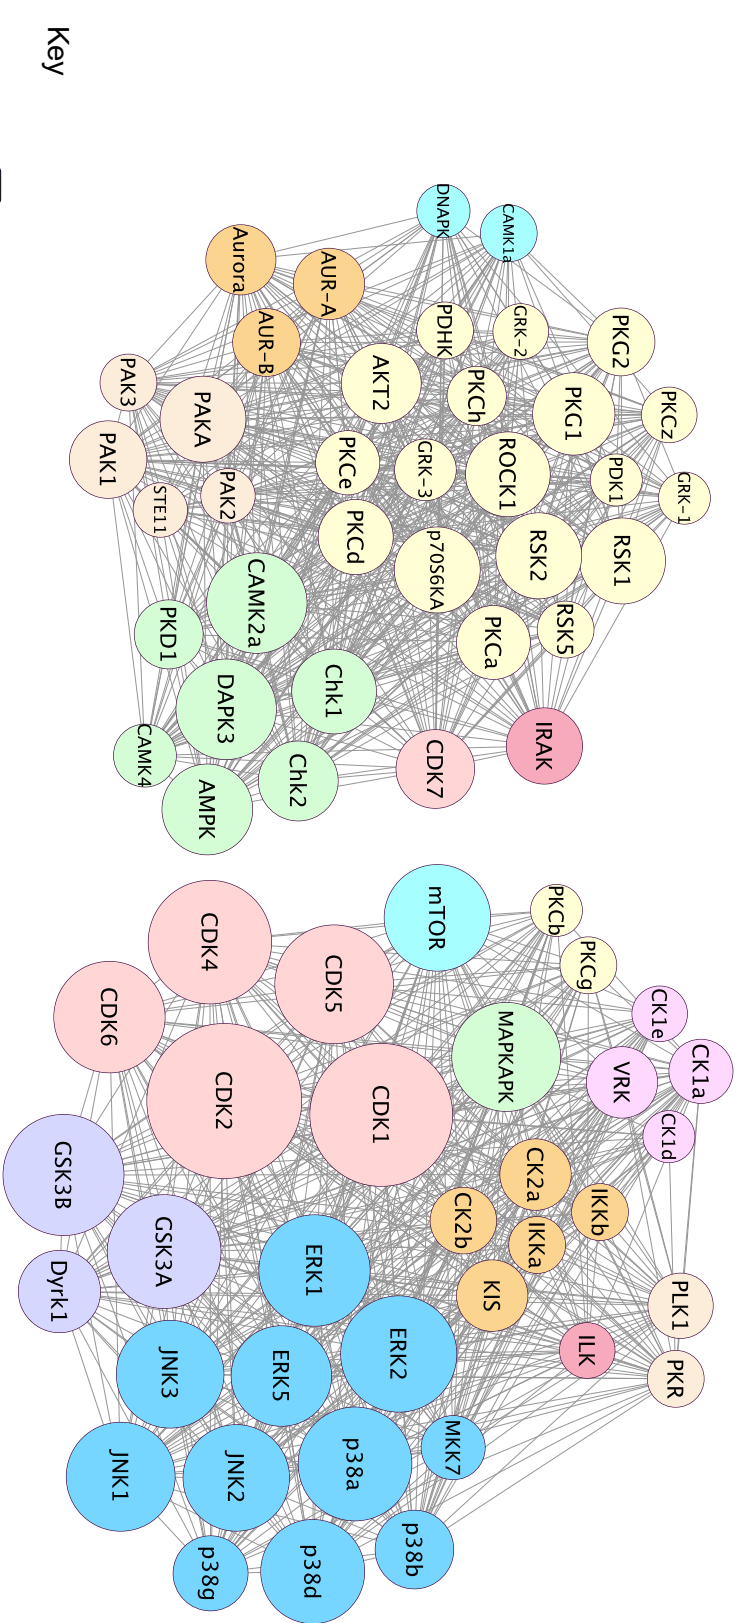 Key
DNAPK
CAMK1a
Aurora
AUR-A
AUR-B
PDHK
GRK-2
PKG2
PAK3
PAKA
AKT2
PKCh
PKG1
PKCz
PAK1
STE11
PAK2
PKCe
GRK-3
ROCK1
PDK1
GRK-1
PKCd
p70S6KA
RSK2
RSK1
CAMK2a
PKD1
PKCa
RSK5
DAPK3
Chk1
CAMK4
AMPK
Chk2
CDK7
IRAK
CDK4
CDK5
mTOR
PKCb
PKCg
CDK6
CDK2
CDK1
MAPKAPK
CK1e
VRK
CK1a
CK1d
GSK3B
GSK3A
CK2a
CK2b
IKKa
IKKb
Dyrk1
ERK1
KIS
PLK1
JNK3
ERK5
ERK2
ILK
PKR
JNK1
JNK2
p38a
MKK7
p38g
p38d
p38b